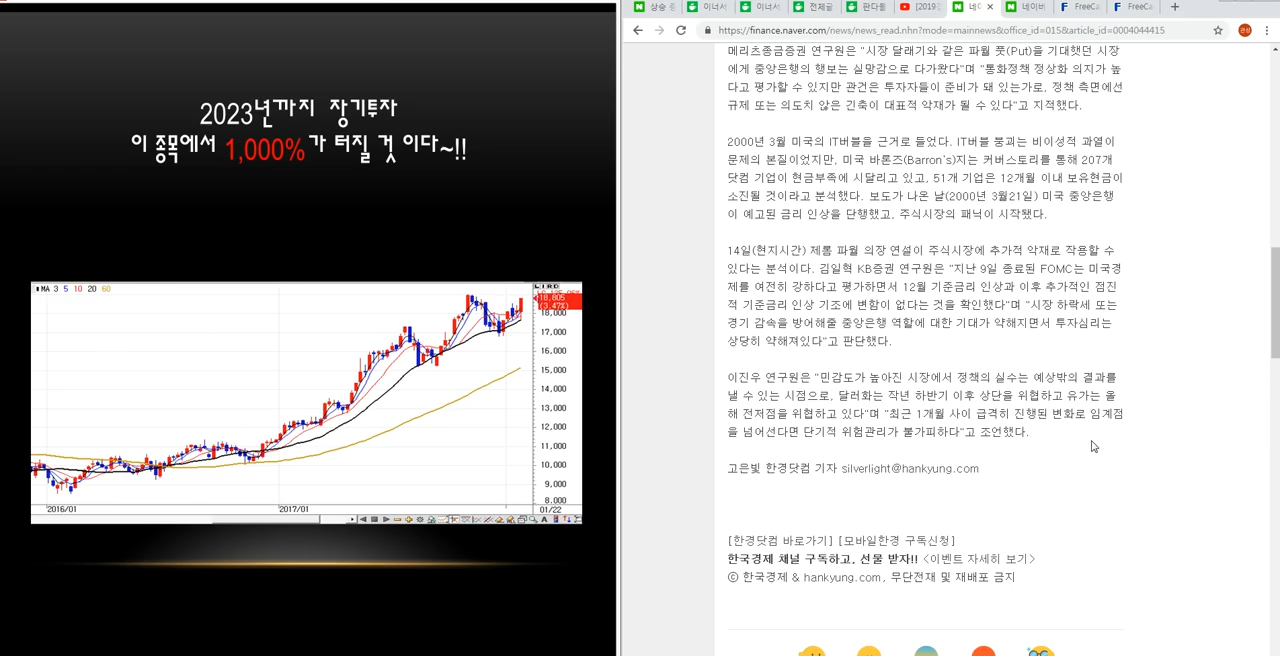 2023년까지 장기투자
이 종목에서 1,000%가 터질 것 이다~!!
MA 3 5 10 20 60
18,805
(3.47%)
18,000
17,000
16,000
15,000
14,000
13,000
12,000
11,000
10,000
9,000
8,000
2016/01
2017/01
01/22
이너서
이너서
전체글
판다플
[2019
네이
네이버
FreeCa
FreeCa
https://finance.naver.com/news/news_read.nhn?mode=mainnews&office_id=015&article_id=0004044415
메리츠종금증권 연구원은 "시장 달래기와 같은 파월 풋(Put)을 기대했던 시장
에게 중앙은행의 행보는 실망감으로 다가왔다"며 "통화정책 정상화 의지가 높
다고 평가할 수 있지만 관건은 투자자들이 준비가 돼 있는가로, 정책 측면에선
규제 또는 의도치 않은 긴축이 대표적 악재가 될 수 있다"고 지적했다.
2000년 3월 미국의 IT버블을 근거로 들었다. IT버블 붕괴는 비이성적 과열이
문제의 본질이었지만, 미국 바론즈(Barron's)지는 커버스토리를 통해 207개
닷컴 기업이 현금부족에 시달리고 있고, 51개 기업은 12개월 이내 보유현금이
소진될 것이라고 분석했다. 보도가 나온 날(2000년 3월21일) 미국 중앙은행
이 예고된 금리 인상을 단행했고, 주식시장의 패닉이 시작됐다.
14일(현지시간) 제롬 파월 의장 연설이 주식시장에 추가적 악재로 작용할 수
있다는 분석이다. 김일혁 KB증권 연구원은 "지난 9일 종료된 FOMC는 미국경
제를 여전히 강하다고 평가하면서 12월 기준금리 인상과 이후 추가적인 점진
적 기준금리 인상 기조에 변함이 없다는 것을 확인했다"며 "시장 하락세 또는
경기 감속을 방어해줄 중앙은행 역할에 대한 기대가 약해지면서 투자심리는
상당히 약해져있다"고 판단했다.
이진우 연구원은 "민감도가 높아진 시장에서 정책의 실수는 예상밖의 결과를
낼 수 있는 시점으로, 달러화는 작년 하반기 이후 상단을 위협하고 유가는 올
해 전저점을 위협하고 있다"며 "최근 1개월 사이 급격히 진행된 변화로 임계점
을 넘어선다면 단기적 위험관리가 불가피하다"고 조언했다.
고은빛 한경닷컴 기자 silverlight@hankyung.com
[한경닷컴 바로가기] [모바일한경 구독신청]
한국경제 채널 구독하고, 선물 받자!! <이벤트 자세히 보기>
ⓒ 한국경제 & hankyung.com, 무단전재 및 재배포 금지